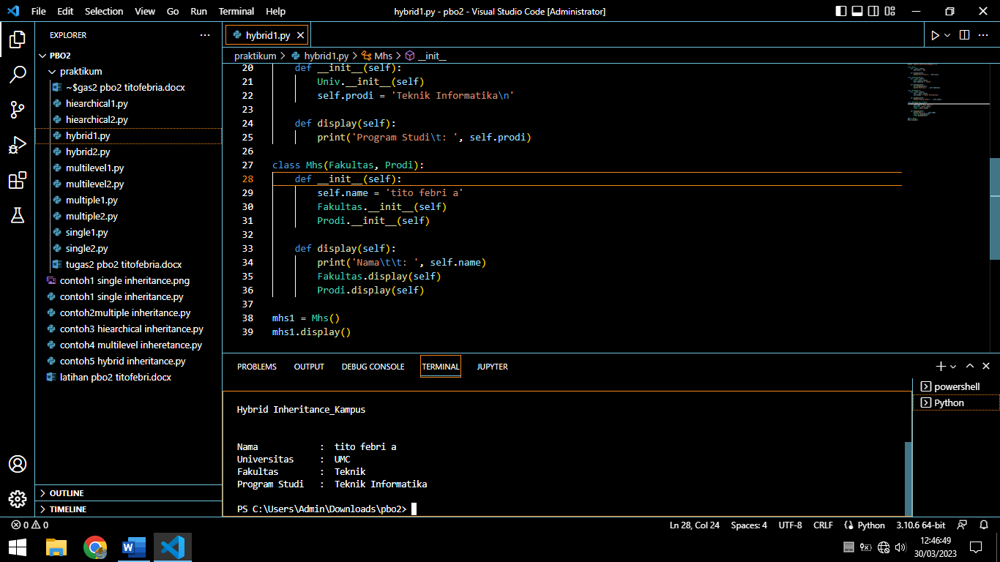 File Edit Selection View Go Run Terminal Help
hybrid1.py - pbo2 - Visual Studio Code [Administrator]
EXPLORER
PBO2
praktikum
~$gas2 pbo2 titofebria.docx
hiearchical1.py
hiearchical2.py
hybrid1.py
hybrid2.py
multilevel1.py
multilevel2.py
multiple1.py
multiple2.py
single1.py
single2.py
tugas2 pbo2 titofebria.docx
contoh1 single inheritance.png
contoh1 single inheritance.py
contoh2multiple inheritance.py
contoh3 hiearchical inheritance.py
contoh4 multilevel inheretance.py
contoh5 hybrid inheritance.py
latihan pbo2 titofebri.docx
OUTLINE
TIMELINE
hybrid1.py
praktikum > hybrid1.py > Mhs > __init__
20 def __init__(self):
21 Univ.__init__(self)
22 self.prodi = 'Teknik Informatika\n'
23
24 def display(self):
25 print('Program Studi\t: ', self.prodi)
26
27 class Mhs(Fakultas, Prodi):
28 def __init__(self):
29 self.name = 'tito febri a'
30 Fakultas.__init__(self)
31 Prodi.__init__(self)
32
33 def display(self):
34 print('Nama\t\t: ', self.name)
35 Fakultas.display(self)
36 Prodi.display(self)
37
38 mhs1 = Mhs()
39 mhs1.display()
PROBLEMS OUTPUT DEBUG CONSOLE TERMINAL JUPYTER
Hybrid Inheritance_Kampus
Nama : tito febri a
Universitas : UMC
Fakultas : Teknik
Program Studi : Teknik Informatika
PS C:\Users\Admin\Downloads\pbo2>
powershell
Python
0 0
Ln 28, Col 24 Spaces: 4 UTF-8 CRLF Python 3.10.6 64-bit
12:46:49
30/03/2023